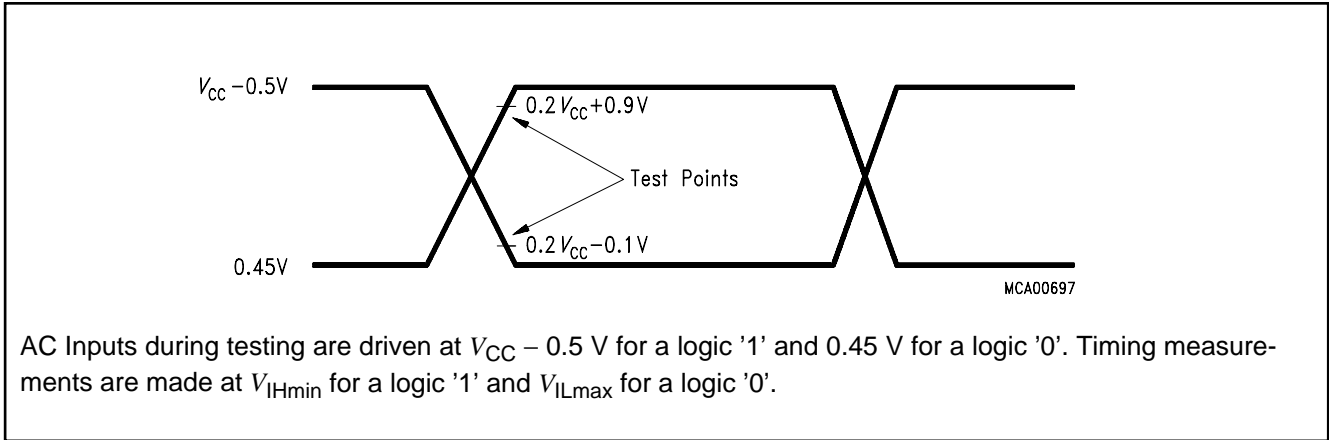 V_CC −0.5V
0.2 V_CC+0.9V
Test Points
0.2 V_CC−0.1V
0.45V
MCA00697
AC Inputs during testing are driven at V_CC − 0.5 V for a logic ’1’ and 0.45 V for a logic ’0’. Timing measure-
ments are made at V_IHmin for a logic ’1’ and V_ILmax for a logic ’0’.